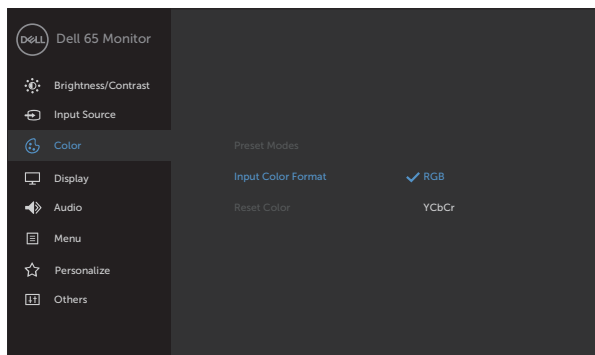 DELL Dell 65 Monitor
Brightness/Contrast
Input Source
Color
Preset Modes
Display
Input Color Format RGB
Audio
Reset Color YCbCr
Menu
Personalize
Others